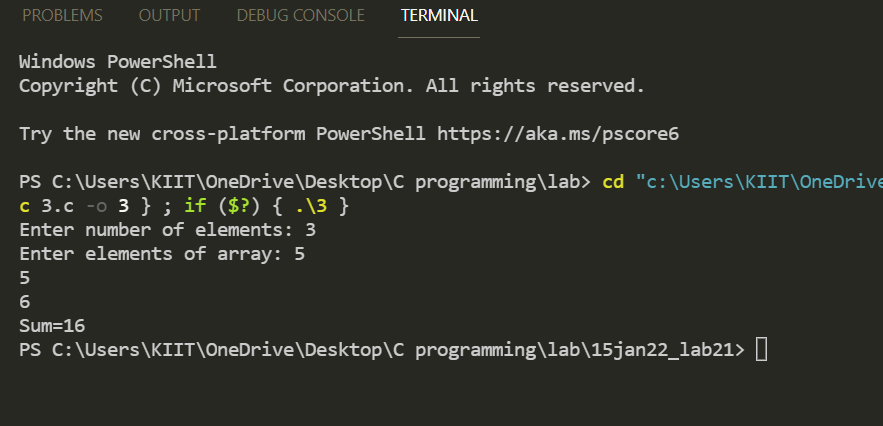 PROBLEMS OUTPUT DEBUG CONSOLE TERMINAL
Windows PowerShell
Copyright (C) Microsoft Corporation. All rights reserved.
Try the new cross-platform PowerShell https://aka.ms/pscore6
PS C:\Users\KIIT\OneDrive\Desktop\C programming\lab> cd "c:\Users\KIIT\OneDrive
c 3.c -o 3 } ; if ($?) { .\3 }
Enter number of elements: 3
Enter elements of array: 5
5
6
Sum=16
PS C:\Users\KIIT\OneDrive\Desktop\C programming\lab\15jan22_lab21>